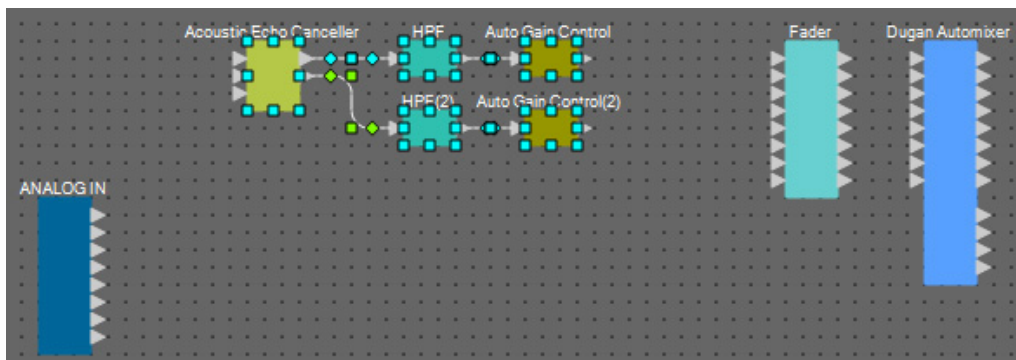 Acoustic Echo Canceller
HPF
Auto Gain Control
Fader
Dugan Automixer
HPF(2)
Auto Gain Control(2)
ANALOG IN